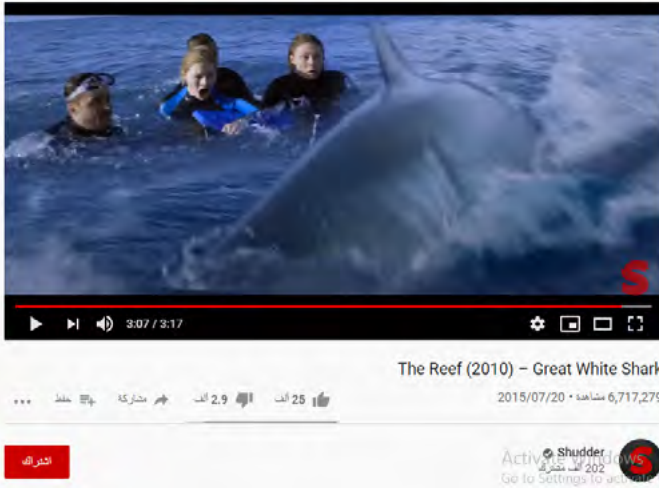 S
3:07 / 3:17
The Reef (2010) – Great White Shark
6,717,279 مشاهدة • 2015/07/20
25 ألف 2.9 ألف مشاركة حفظ ...
Shudder
202 ألف مشترك
اشتراك
Activate Windows
Go to Settings to activate